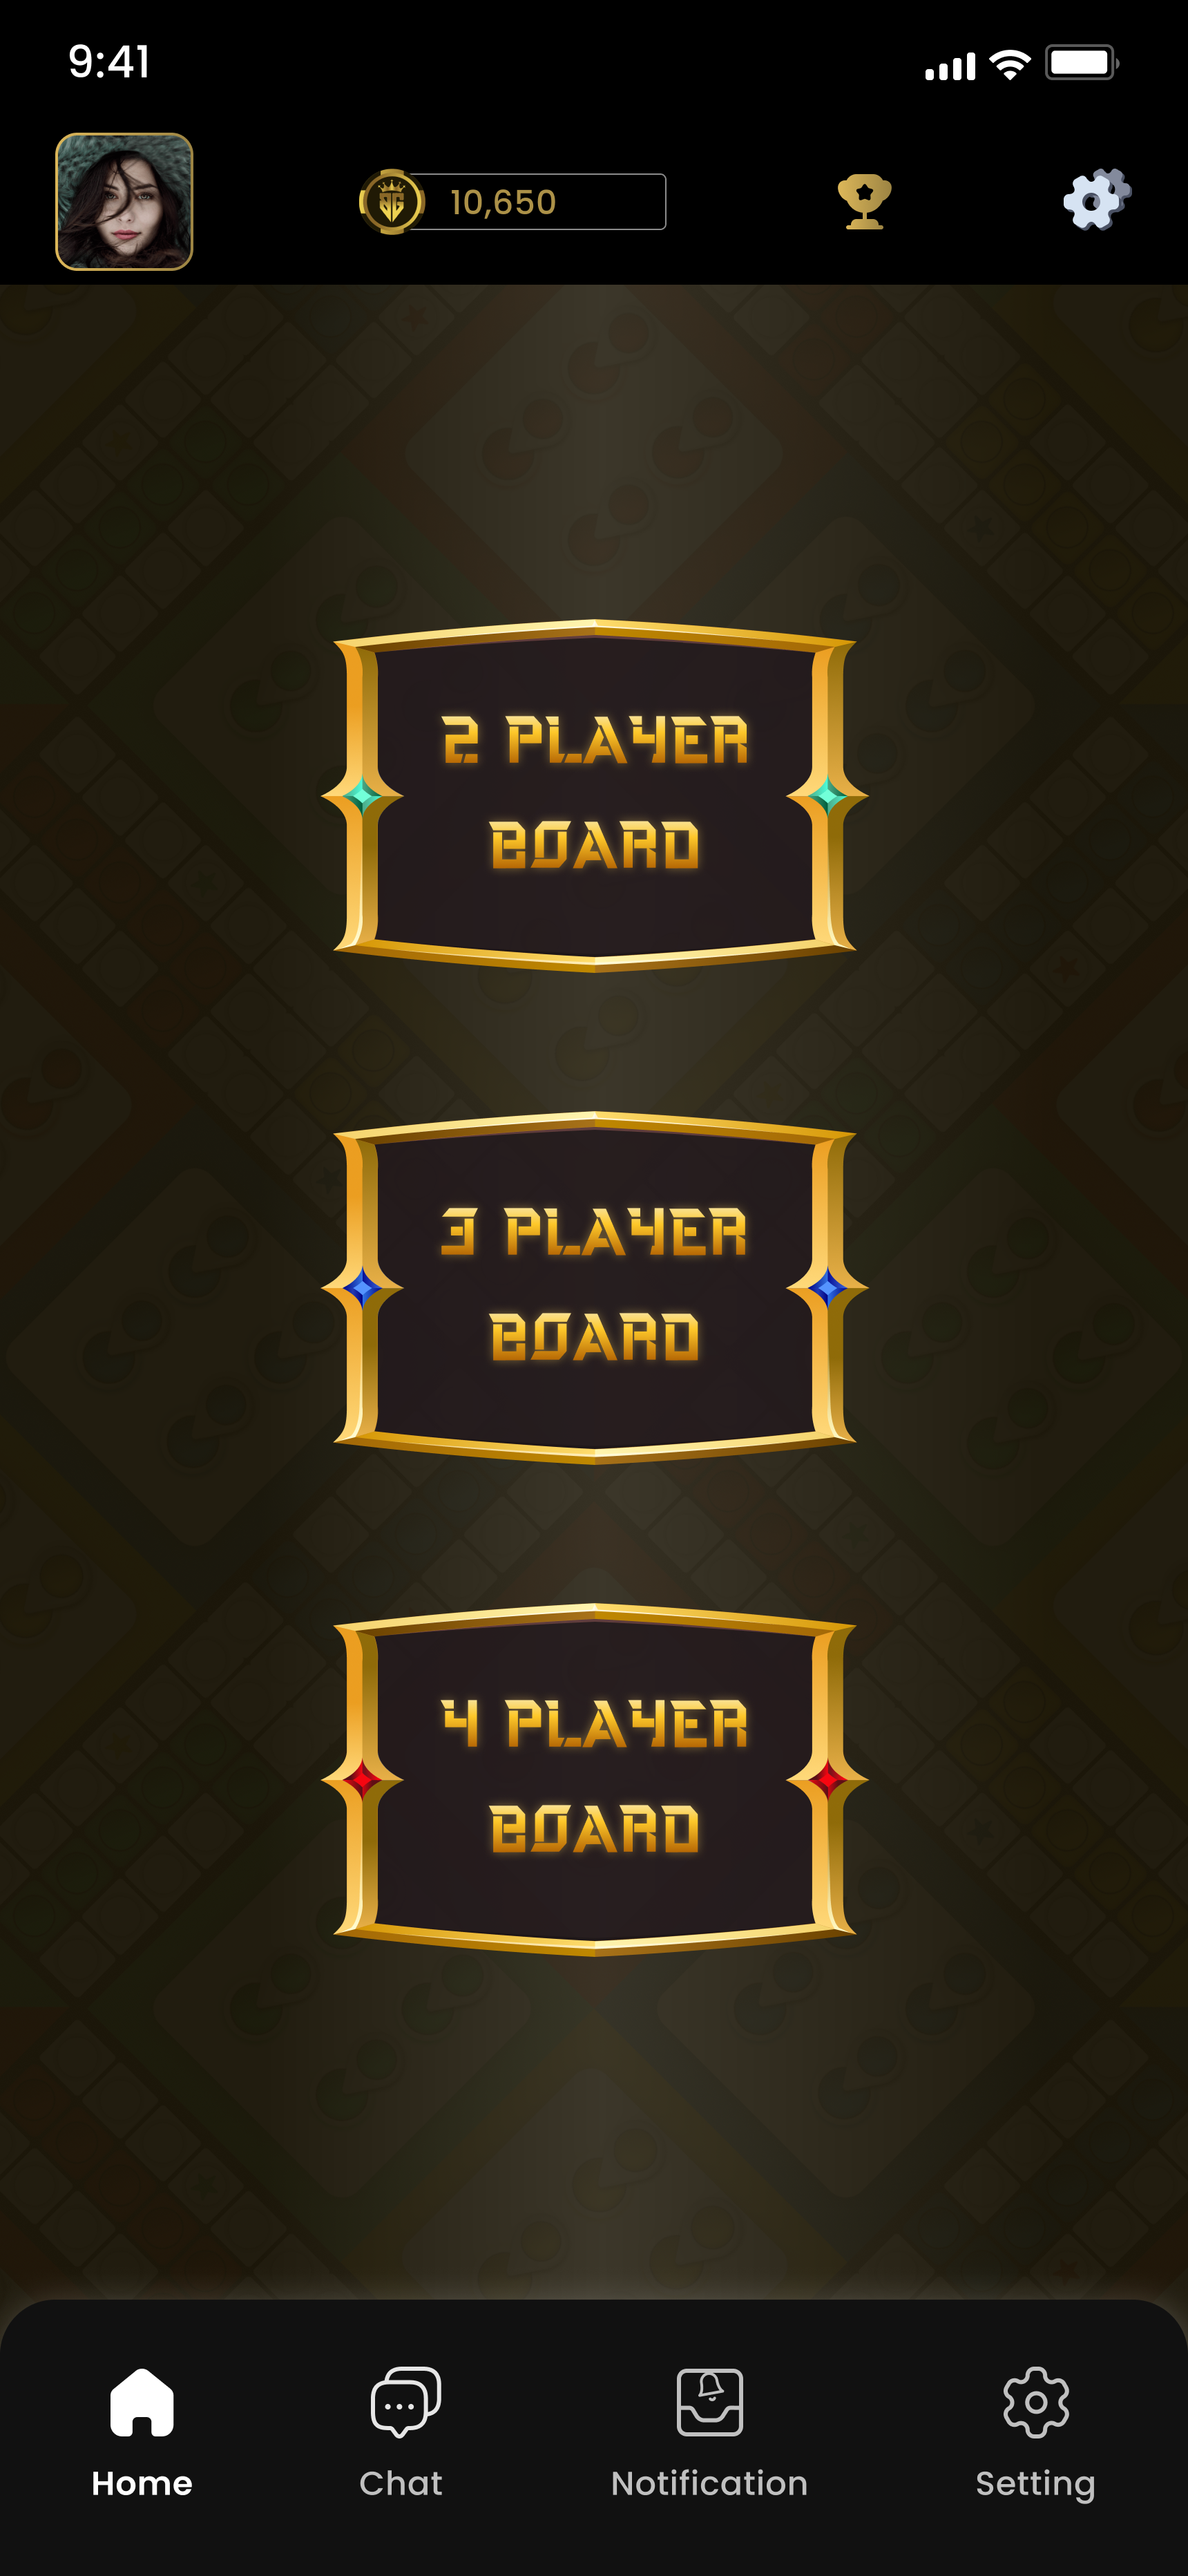 9:41
10,650
2 PLAYER
BOARD
3 PLAYER
BOARD
4 PLAYER
BOARD
Home
Chat
Notification
Setting